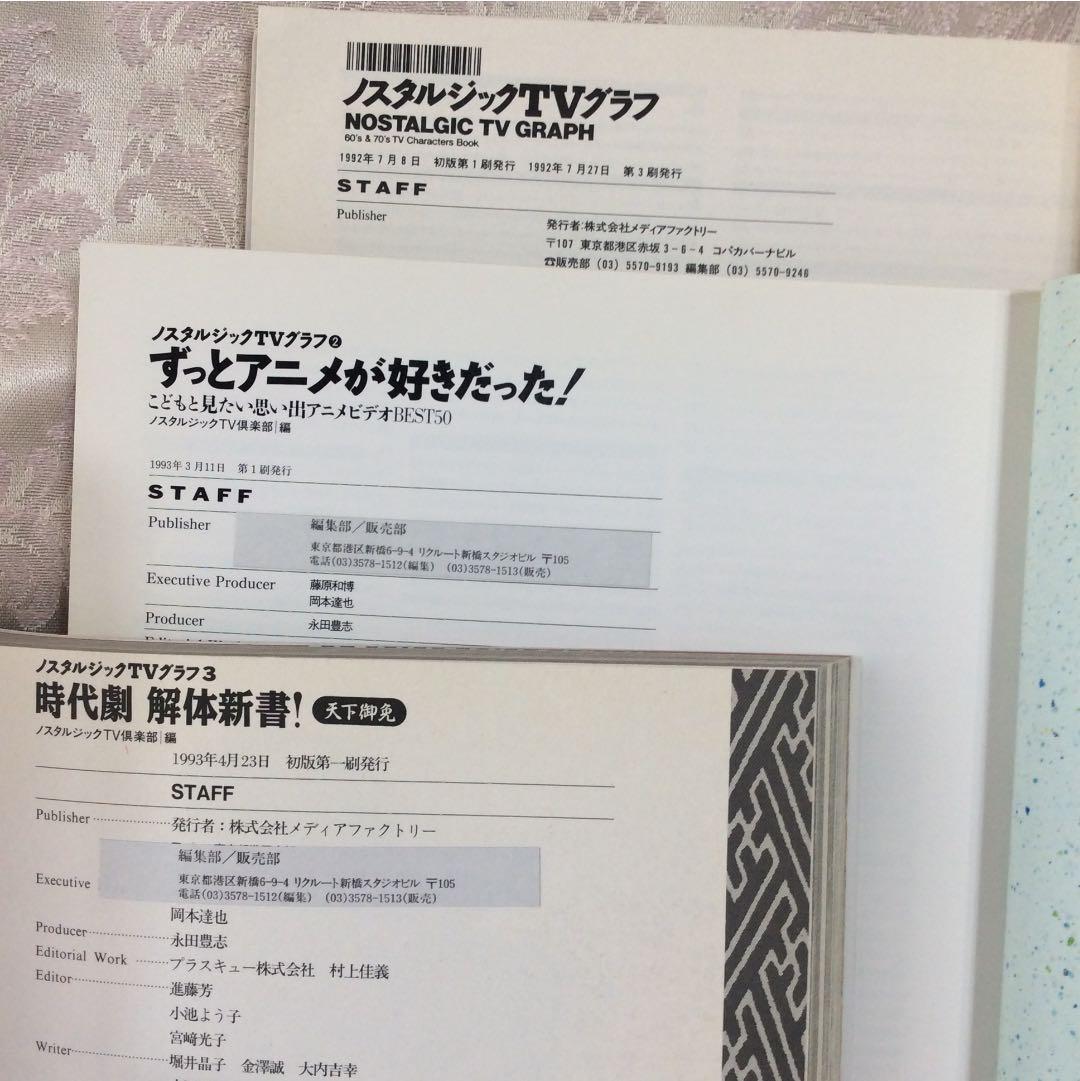 ノスタルジックTVグラフ
NOSTALGIC TV GRAPH
60's & 70's TV Characters Book
1992年7月8日 初版第1刷発行 1992年7月27日 第3刷発行
STAFF
Publisher
発行者:株式会社メディアファクトリー
〒107 東京都港区赤坂3-6-4 コパカバーナビル
☎販売部 (03) 5570-9193 編集部 (03) 5570-9246
ノスタルジックTVグラフ❷
ずっとアニメが好きだった!
こどもと見たい思い出アニメビデオBEST50
ノスタルジックTV倶楽部|編
1993年3月11日 第1刷発行
STAFF
Publisher
編集部/販売部
東京都港区新橋6-9-4 リクルート新橋スタジオビル 〒105
電話(03)3578-1512(編集) (03)3578-1513(販売)
Executive Producer 藤原和博
岡本達也
Producer 永田豊志
ノスタルジックTVグラフ3
時代劇 解体新書! 天下御免
ノスタルジックTV倶楽部|編
1993年4月23日 初版第一刷発行
STAFF
Publisher 発行者:株式会社メディアファクトリー
編集部/販売部
東京都港区新橋6-9-4 リクルート新橋スタジオビル 〒105
電話(03)3578-1512(編集) (03)3578-1513(販売)
Executive
岡本達也
Producer 永田豊志
Editorial Work プラスキュー株式会社 村上佳義
Editor 進藤芳
小池よう子
宮﨑光子
Writer 堀井晶子 金澤誠 大内吉幸